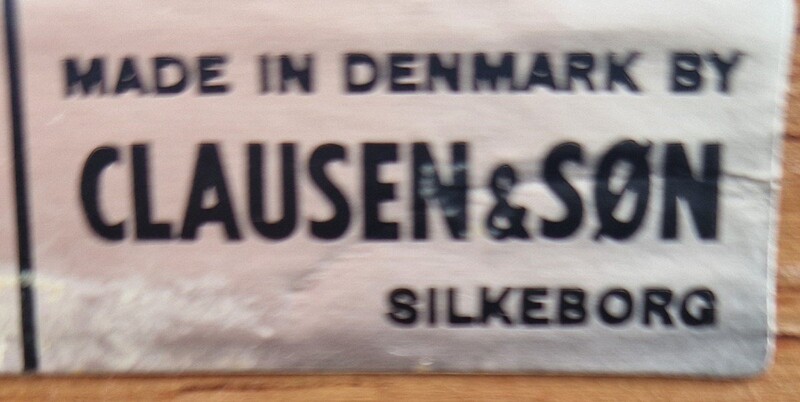 MADE IN DENMARK BY
CLAUSEN & SØN
SILKEBORG